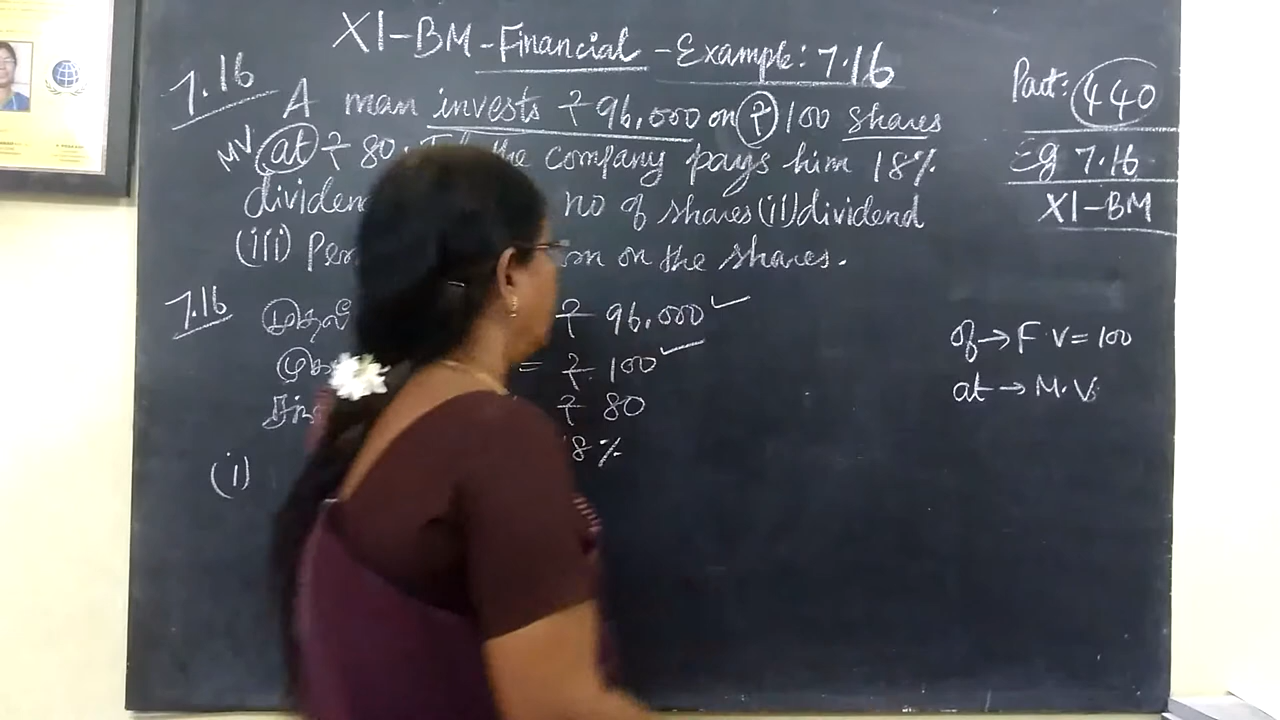 XI-BM-Financial - Example: 7.16
7.16 A man invests ₹ 96,000 on ₹ 100 shares
MV at ₹ 80. the company pays him 18%
no of shares (ii) dividend
(iii) on the shares.
Part: 440
Eg 7.16
XI-BM
7.16 ₹ 96,000
= ₹. 100
₹ 80
8%
(i)
of → F.V = 100
at → M.V